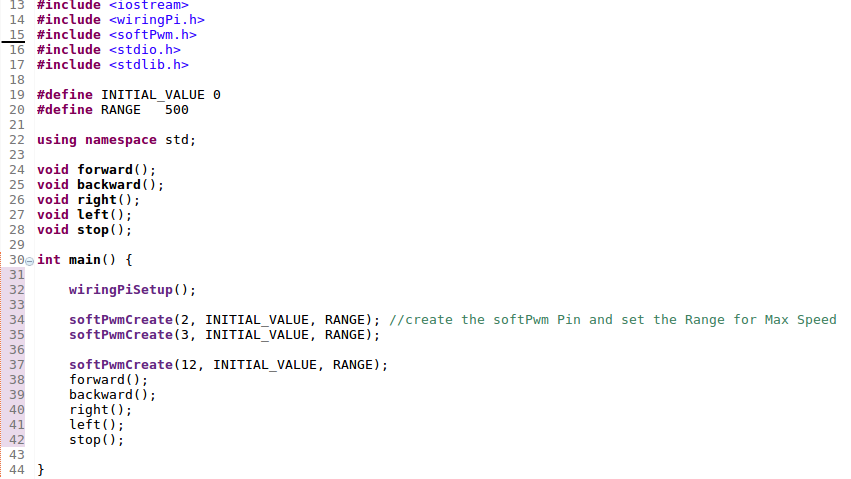 13 #include <iostream>
14 #include <wiringPi.h>
15 #include <softPwm.h>
16 #include <stdio.h>
17 #include <stdlib.h>
18
19 #define INITIAL_VALUE 0
20 #define RANGE   500
21
22 using namespace std;
23
24 void forward();
25 void backward();
26 void right();
27 void left();
28 void stop();
29
30 int main() {
31
32     wiringPiSetup();
33
34     softPwmCreate(2, INITIAL_VALUE, RANGE); //create the softPwm Pin and set the Range for Max Speed
35     softPwmCreate(3, INITIAL_VALUE, RANGE);
36
37     softPwmCreate(12, INITIAL_VALUE, RANGE);
38     forward();
39     backward();
40     right();
41     left();
42     stop();
43
44 }